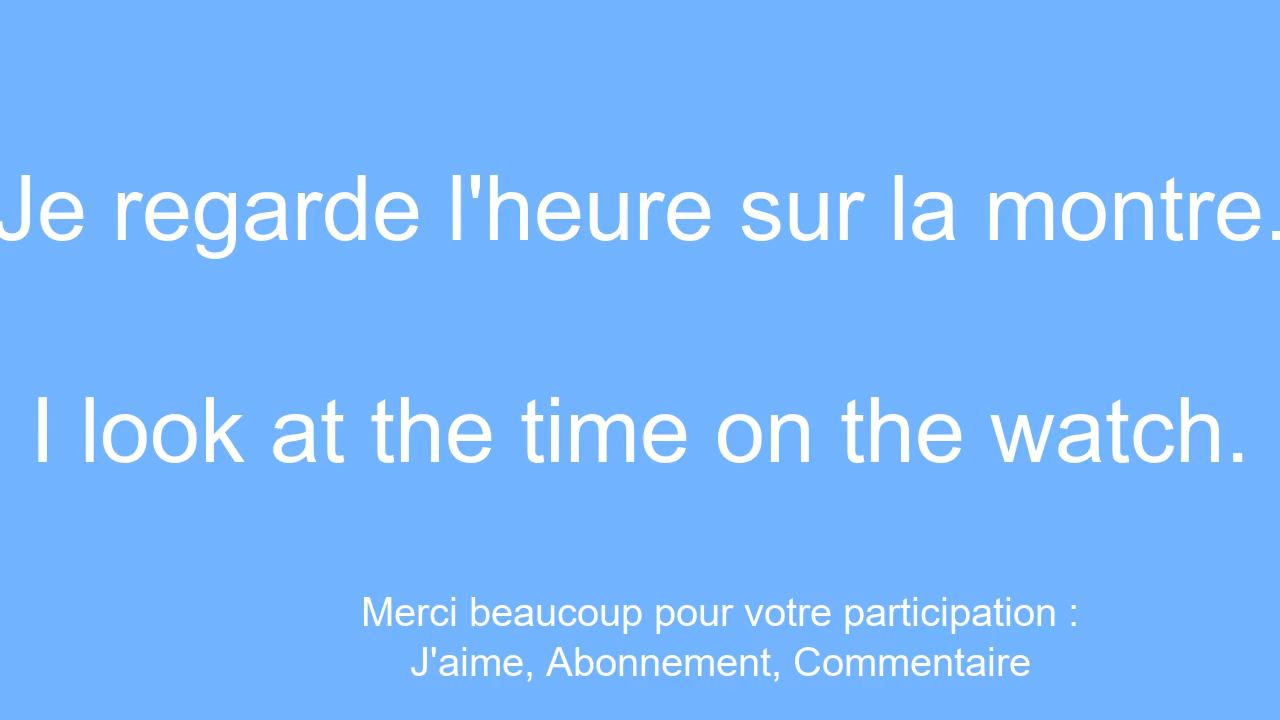 Je regarde l'heure sur la montre.
I look at the time on the watch.
Merci beaucoup pour votre participation :
J'aime, Abonnement, Commentaire